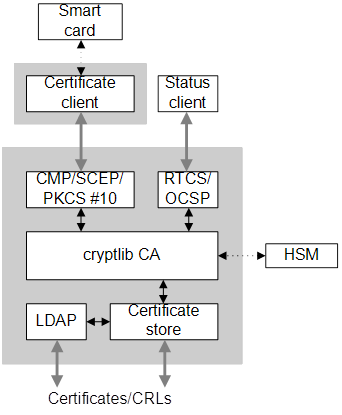 Smart
card
Certificate
client
Status
client
CMP/SCEP/
PKCS #10
RTCS/
OCSP
cryptlib CA
HSM
LDAP
Certificate
store
Certificates/CRLs